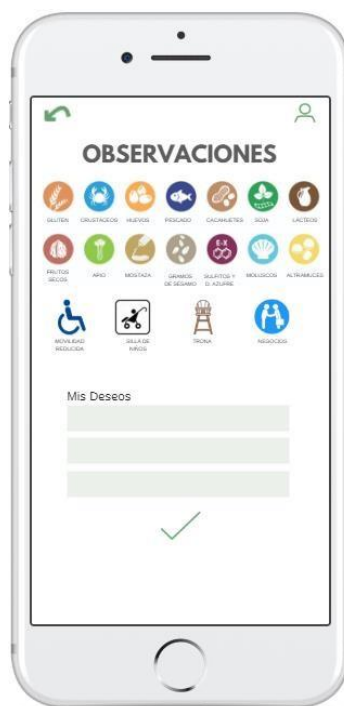 OBSERVACIONES
GLUTEN CRUSTÁCEOS HUEVOS PESCADO CACAHUETES SOJA LÁCTEOS
E-X
FRUTOS SECOS APIO MOSTAZA GRANOS DE SÉSAMO SULFITOS Y D. AZUFRE MOLUSCOS ALTRAMUCES
MOVILIDAD REDUCIDA SILLA DE NIÑOS TRONA NEGOCIOS
Mis Deseos